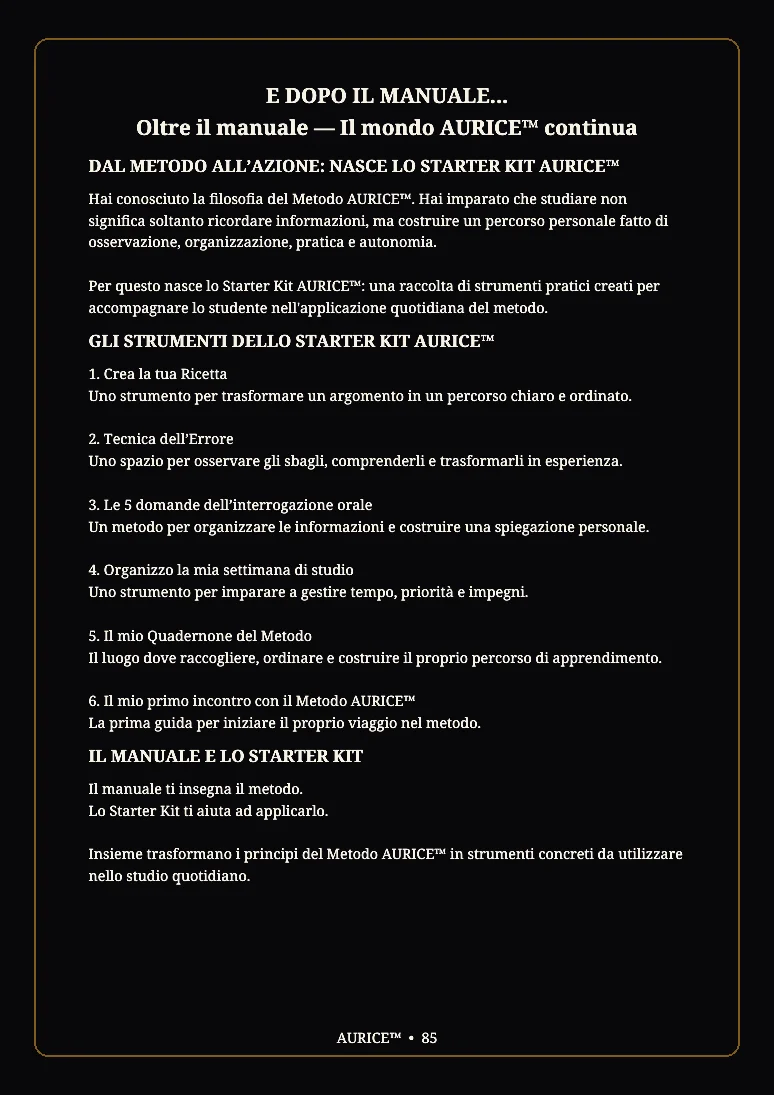 E DOPO IL MANUALE...
Oltre il manuale — Il mondo AURICE™ continua
DAL METODO ALL’AZIONE: NASCE LO STARTER KIT AURICE™
Hai conosciuto la filosofia del Metodo AURICE™. Hai imparato che studiare non
significa soltanto ricordare informazioni, ma costruire un percorso personale fatto di
osservazione, organizzazione, pratica e autonomia.
Per questo nasce lo Starter Kit AURICE™: una raccolta di strumenti pratici creati per
accompagnare lo studente nell'applicazione quotidiana del metodo.
GLI STRUMENTI DELLO STARTER KIT AURICE™
1. Crea la tua Ricetta
Uno strumento per trasformare un argomento in un percorso chiaro e ordinato.
2. Tecnica dell’Errore
Uno spazio per osservare gli sbagli, comprenderli e trasformarli in esperienza.
3. Le 5 domande dell’interrogazione orale
Un metodo per organizzare le informazioni e costruire una spiegazione personale.
4. Organizzo la mia settimana di studio
Uno strumento per imparare a gestire tempo, priorità e impegni.
5. Il mio Quadernone del Metodo
Il luogo dove raccogliere, ordinare e costruire il proprio percorso di apprendimento.
6. Il mio primo incontro con il Metodo AURICE™
La prima guida per iniziare il proprio viaggio nel metodo.
IL MANUALE E LO STARTER KIT
Il manuale ti insegna il metodo.
Lo Starter Kit ti aiuta ad applicarlo.
Insieme trasformano i principi del Metodo AURICE™ in strumenti concreti da utilizzare
nello studio quotidiano.
AURICE™ • 85